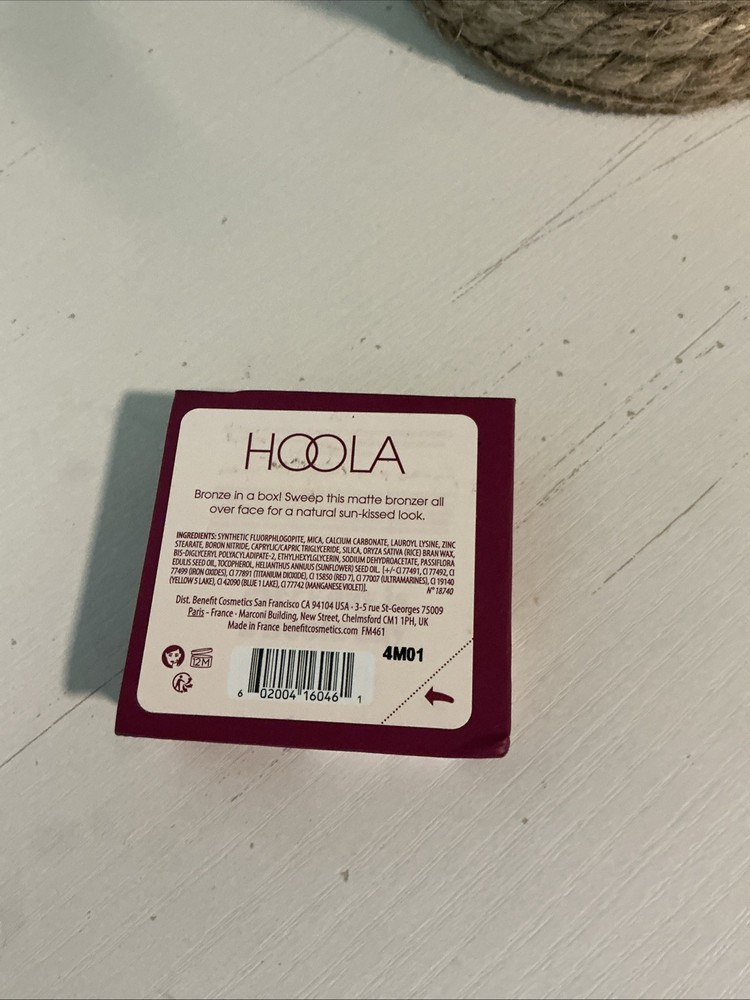 HOOLA
Bronze in a box! Sweep this matte bronzer all
over face for a natural sun-kissed look.
INGREDIENTS: SYNTHETIC FLUORPHLOGOPITE, MICA, CALCIUM CARBONATE, LAUROYL LYSINE, ZINC
STEARATE, BORON NITRIDE, CAPRYLIC/CAPRIC TRIGLYCERIDE, SILICA, ORYZA SATIVA (RICE) BRAN WAX,
BIS-DIGLYCERYL POLYACYLADIPATE-2, ETHYLHEXYLGLYCERIN, SODIUM DEHYDROACETATE, PASSIFLORA
EDULIS SEED OIL, TOCOPHEROL, HELIANTHUS ANNUUS (SUNFLOWER) SEED OIL. [+/- CI 77491, CI 77492, CI
77499 (IRON OXIDES), CI 77891 (TITANIUM DIOXIDE), CI 15850 (RED 7), CI 77007 (ULTRAMARINES), CI 19140
(YELLOW 5 LAKE), CI 42090 (BLUE 1 LAKE), CI 77742 (MANGANESE VIOLET)]. N° 18740
Dist. Benefit Cosmetics San Francisco CA 94104 USA - 3-5 rue St-Georges 75009
Paris - France - Marconi Building, New Street, Chelmsford CM1 1PH, UK
Made in France benefitcosmetics.com FM461
12M
4M01
6 02004 16046 1